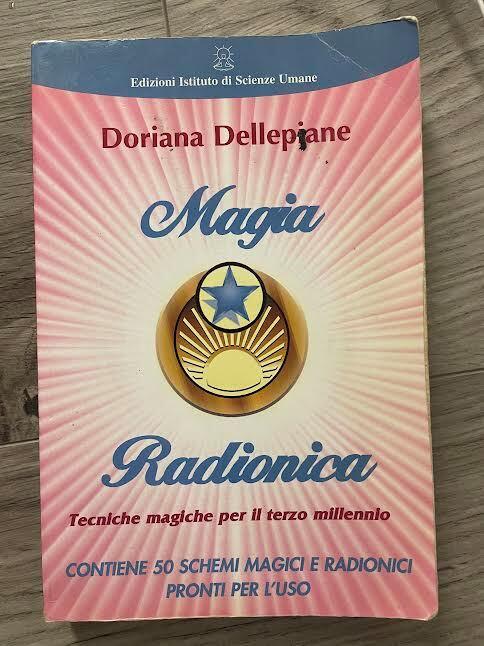 Edizioni Istituto di Scienze Umane
Doriana Dellepiane
Magia
Radionica
Tecniche magiche per il terzo millennio
CONTIENE 50 SCHEMI MAGICI E RADIONICI
PRONTI PER L'USO